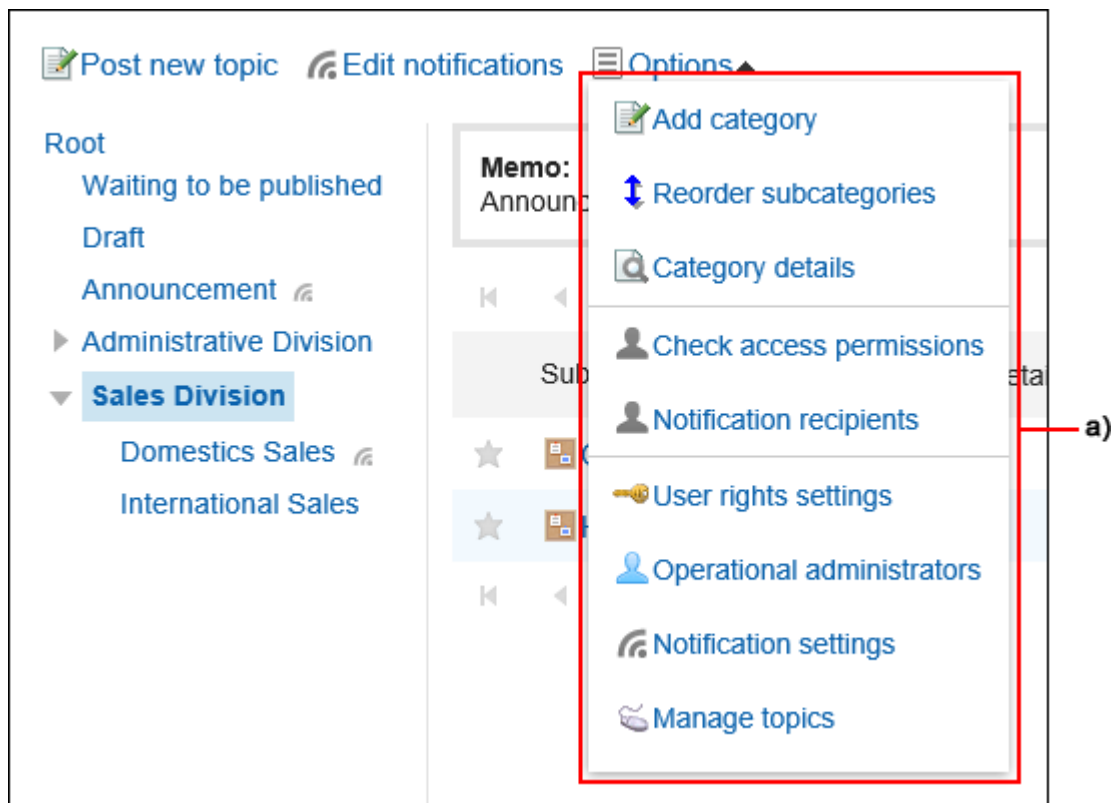 Post new topic Edit notifications Options
Add category
Root
Waiting to be published
Memo:
Reorder subcategories
Draft
Category details
Announcement
Administrative Division
Check access permissions
Sales Division
Notification recipients
a)
Domestics Sales
International Sales
User rights settings
Operational administrators
Notification settings
Manage topics